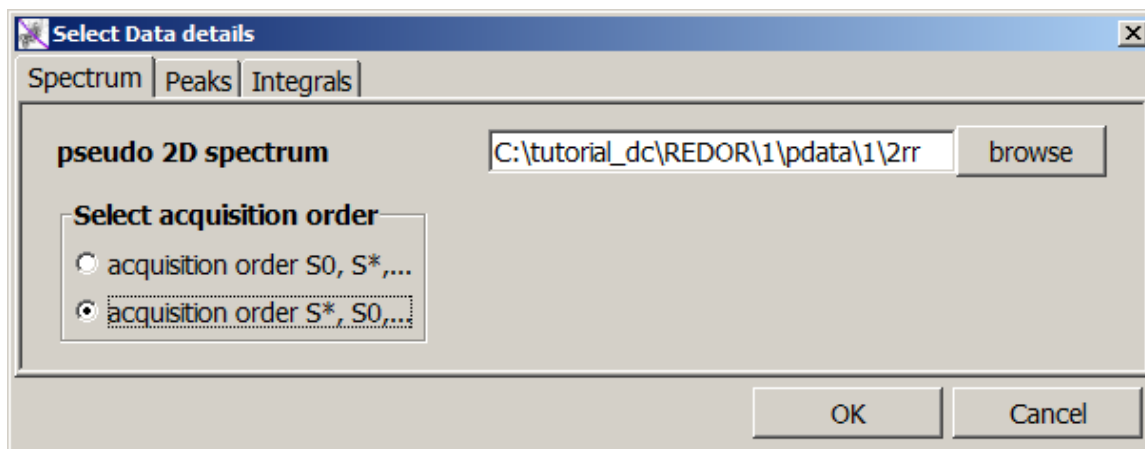 Select Data details
Spectrum Peaks Integrals
pseudo 2D spectrum C:\tutorial_dc\REDOR\1\pdata\1\2rr browse
Select acquisition order
acquisition order S0, S*,...
acquisition order S*, S0,...
OK Cancel